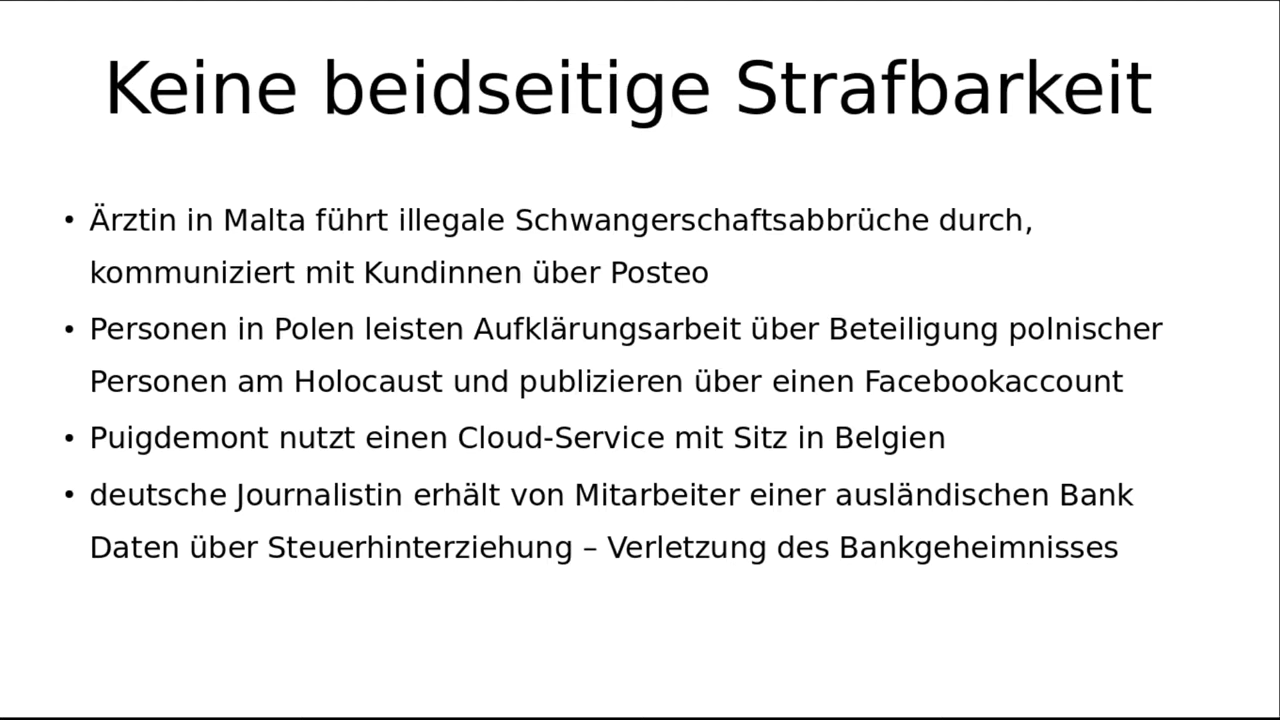 Keine beidseitige Strafbarkeit
• Ärztin in Malta führt illegale Schwangerschaftsabbrüche durch,
kommuniziert mit Kundinnen über Posteo
• Personen in Polen leisten Aufklärungsarbeit über Beteiligung polnischer
Personen am Holocaust und publizieren über einen Facebookaccount
• Puigdemont nutzt einen Cloud-Service mit Sitz in Belgien
• deutsche Journalistin erhält von Mitarbeiter einer ausländischen Bank
Daten über Steuerhinterziehung – Verletzung des Bankgeheimnisses